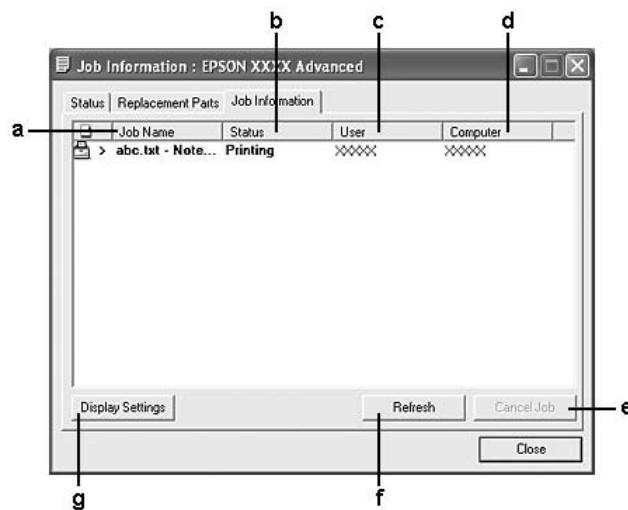 b c d
Job Information : EPSON XXXX Advanced
Status Replacement Parts Job Information
a Job Name Status User Computer
> abc.txt - Note... Printing XXXXX XXXXX
Display Settings Refresh Cancel Job e
Close
g f